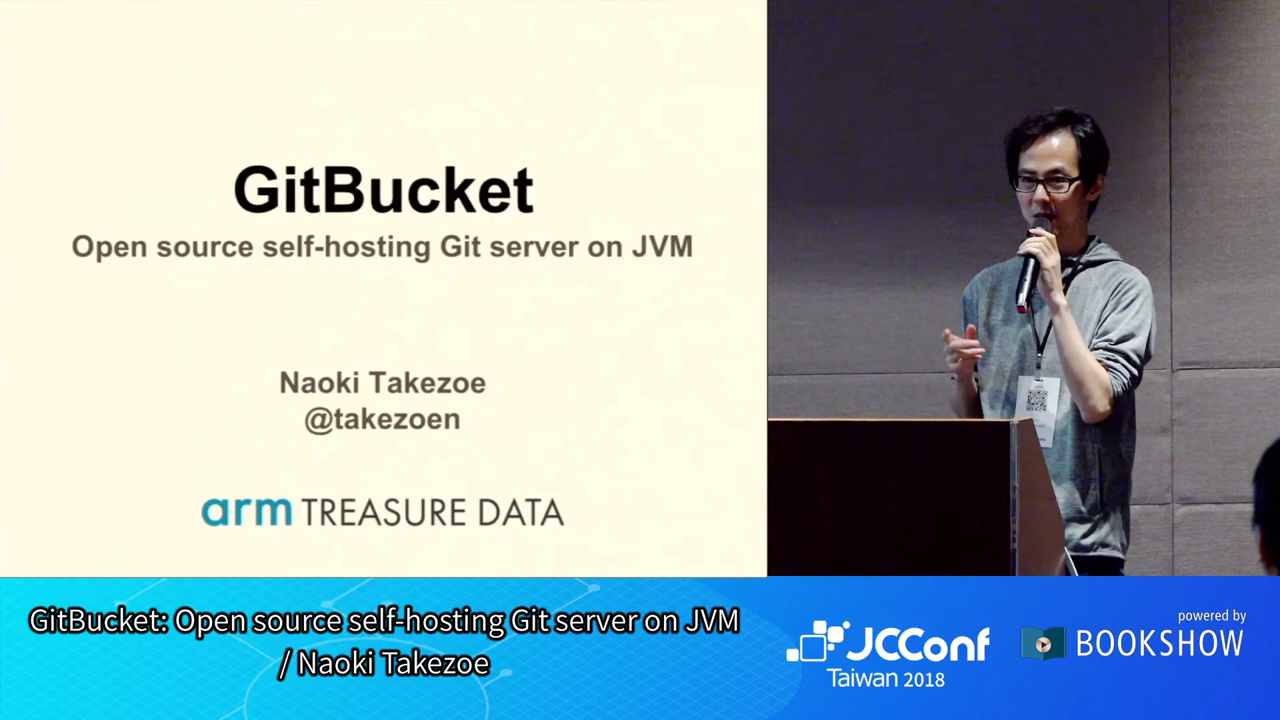 GitBucket
Open source self-hosting Git server on JVM
Naoki Takezoe
@takezoen
arm TREASURE DATA
GitBucket: Open source self-hosting Git server on JVM
/ Naoki Takezoe
JCConf
Taiwan 2018
powered by
BOOKSHOW